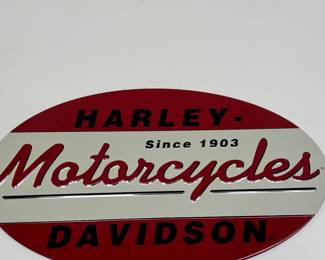 HARLEY-
Since 1903
Motorcycles
DAVIDSON